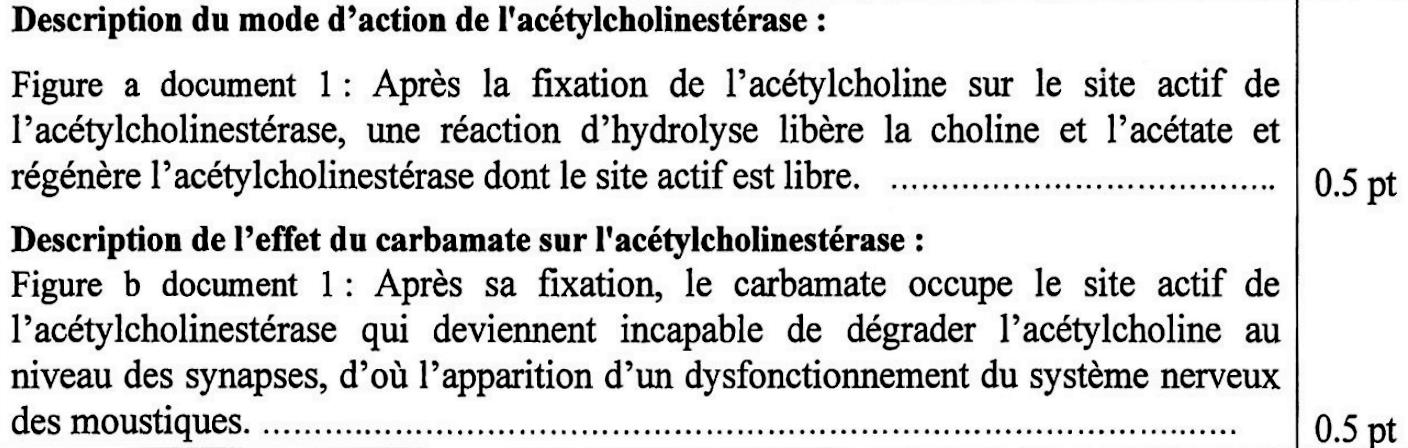 Description du mode d’action de l'acétylcholinestérase :
Figure a document 1 : Après la fixation de l’acétylcholine sur le site actif de
l’acétylcholinestérase, une réaction d’hydrolyse libère la choline et l’acétate et
régénère l’acétylcholinestérase dont le site actif est libre. ........................................ 0.5 pt
Description de l’effet du carbamate sur l'acétylcholinestérase :
Figure b document 1 : Après sa fixation, le carbamate occupe le site actif de
l’acétylcholinestérase qui deviennent incapable de dégrader l’acétylcholine au
niveau des synapses, d’où l’apparition d’un dysfonctionnement du système nerveux
des moustiques. .................................................................................................... 0.5 pt